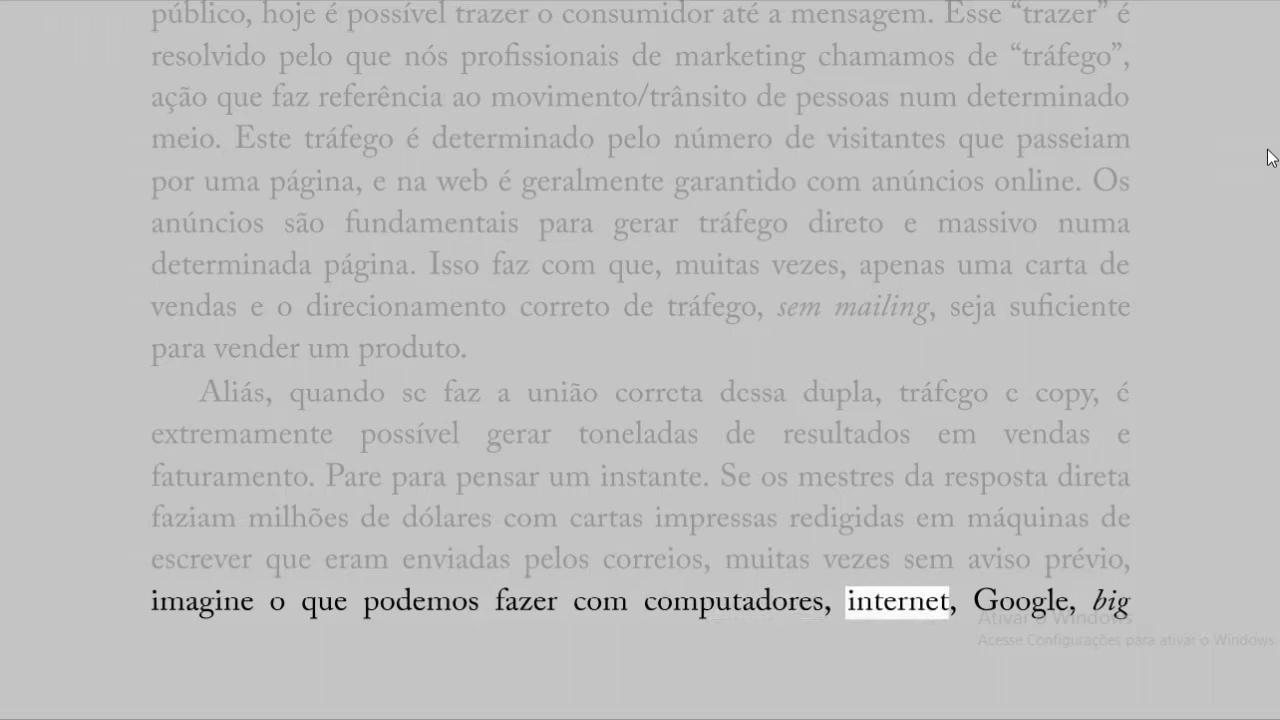 público, hoje é possível trazer o consumidor até a mensagem. Esse “trazer” é
resolvido pelo que nós profissionais de marketing chamamos de “tráfego”,
ação que faz referência ao movimento/trânsito de pessoas num determinado
meio. Este tráfego é determinado pelo número de visitantes que passeiam
por uma página, e na web é geralmente garantido com anúncios online. Os
anúncios são fundamentais para gerar tráfego direto e massivo numa
determinada página. Isso faz com que, muitas vezes, apenas uma carta de
vendas e o direcionamento correto de tráfego, sem mailing, seja suficiente
para vender um produto.
Aliás, quando se faz a união correta dessa dupla, tráfego e copy, é
extremamente possível gerar toneladas de resultados em vendas e
faturamento. Pare para pensar um instante. Se os mestres da resposta direta
faziam milhões de dólares com cartas impressas redigidas em máquinas de
escrever que eram enviadas pelos correios, muitas vezes sem aviso prévio,
imagine o que podemos fazer com computadores, internet, Google, big
Ativar o Windows
Acesse Configurações para ativar o Windows.